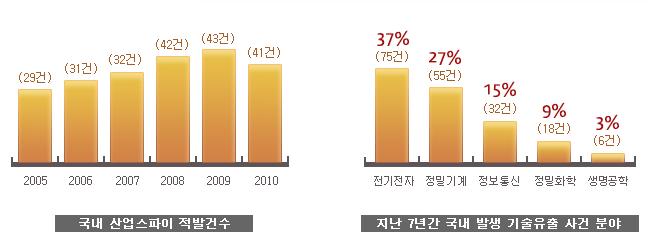 (29건) (31건) (32건) (42건) (43건) (41건)
2005 2006 2007 2008 2009 2010
국내 산업스파이 적발건수
37% 27% 15% 9% 3%
(75건) (55건) (32건) (18건) (6건)
전기전자 정밀기계 정보통신 정밀화학 생명공학
지난 7년간 국내 발생 기술유출 사건 분야